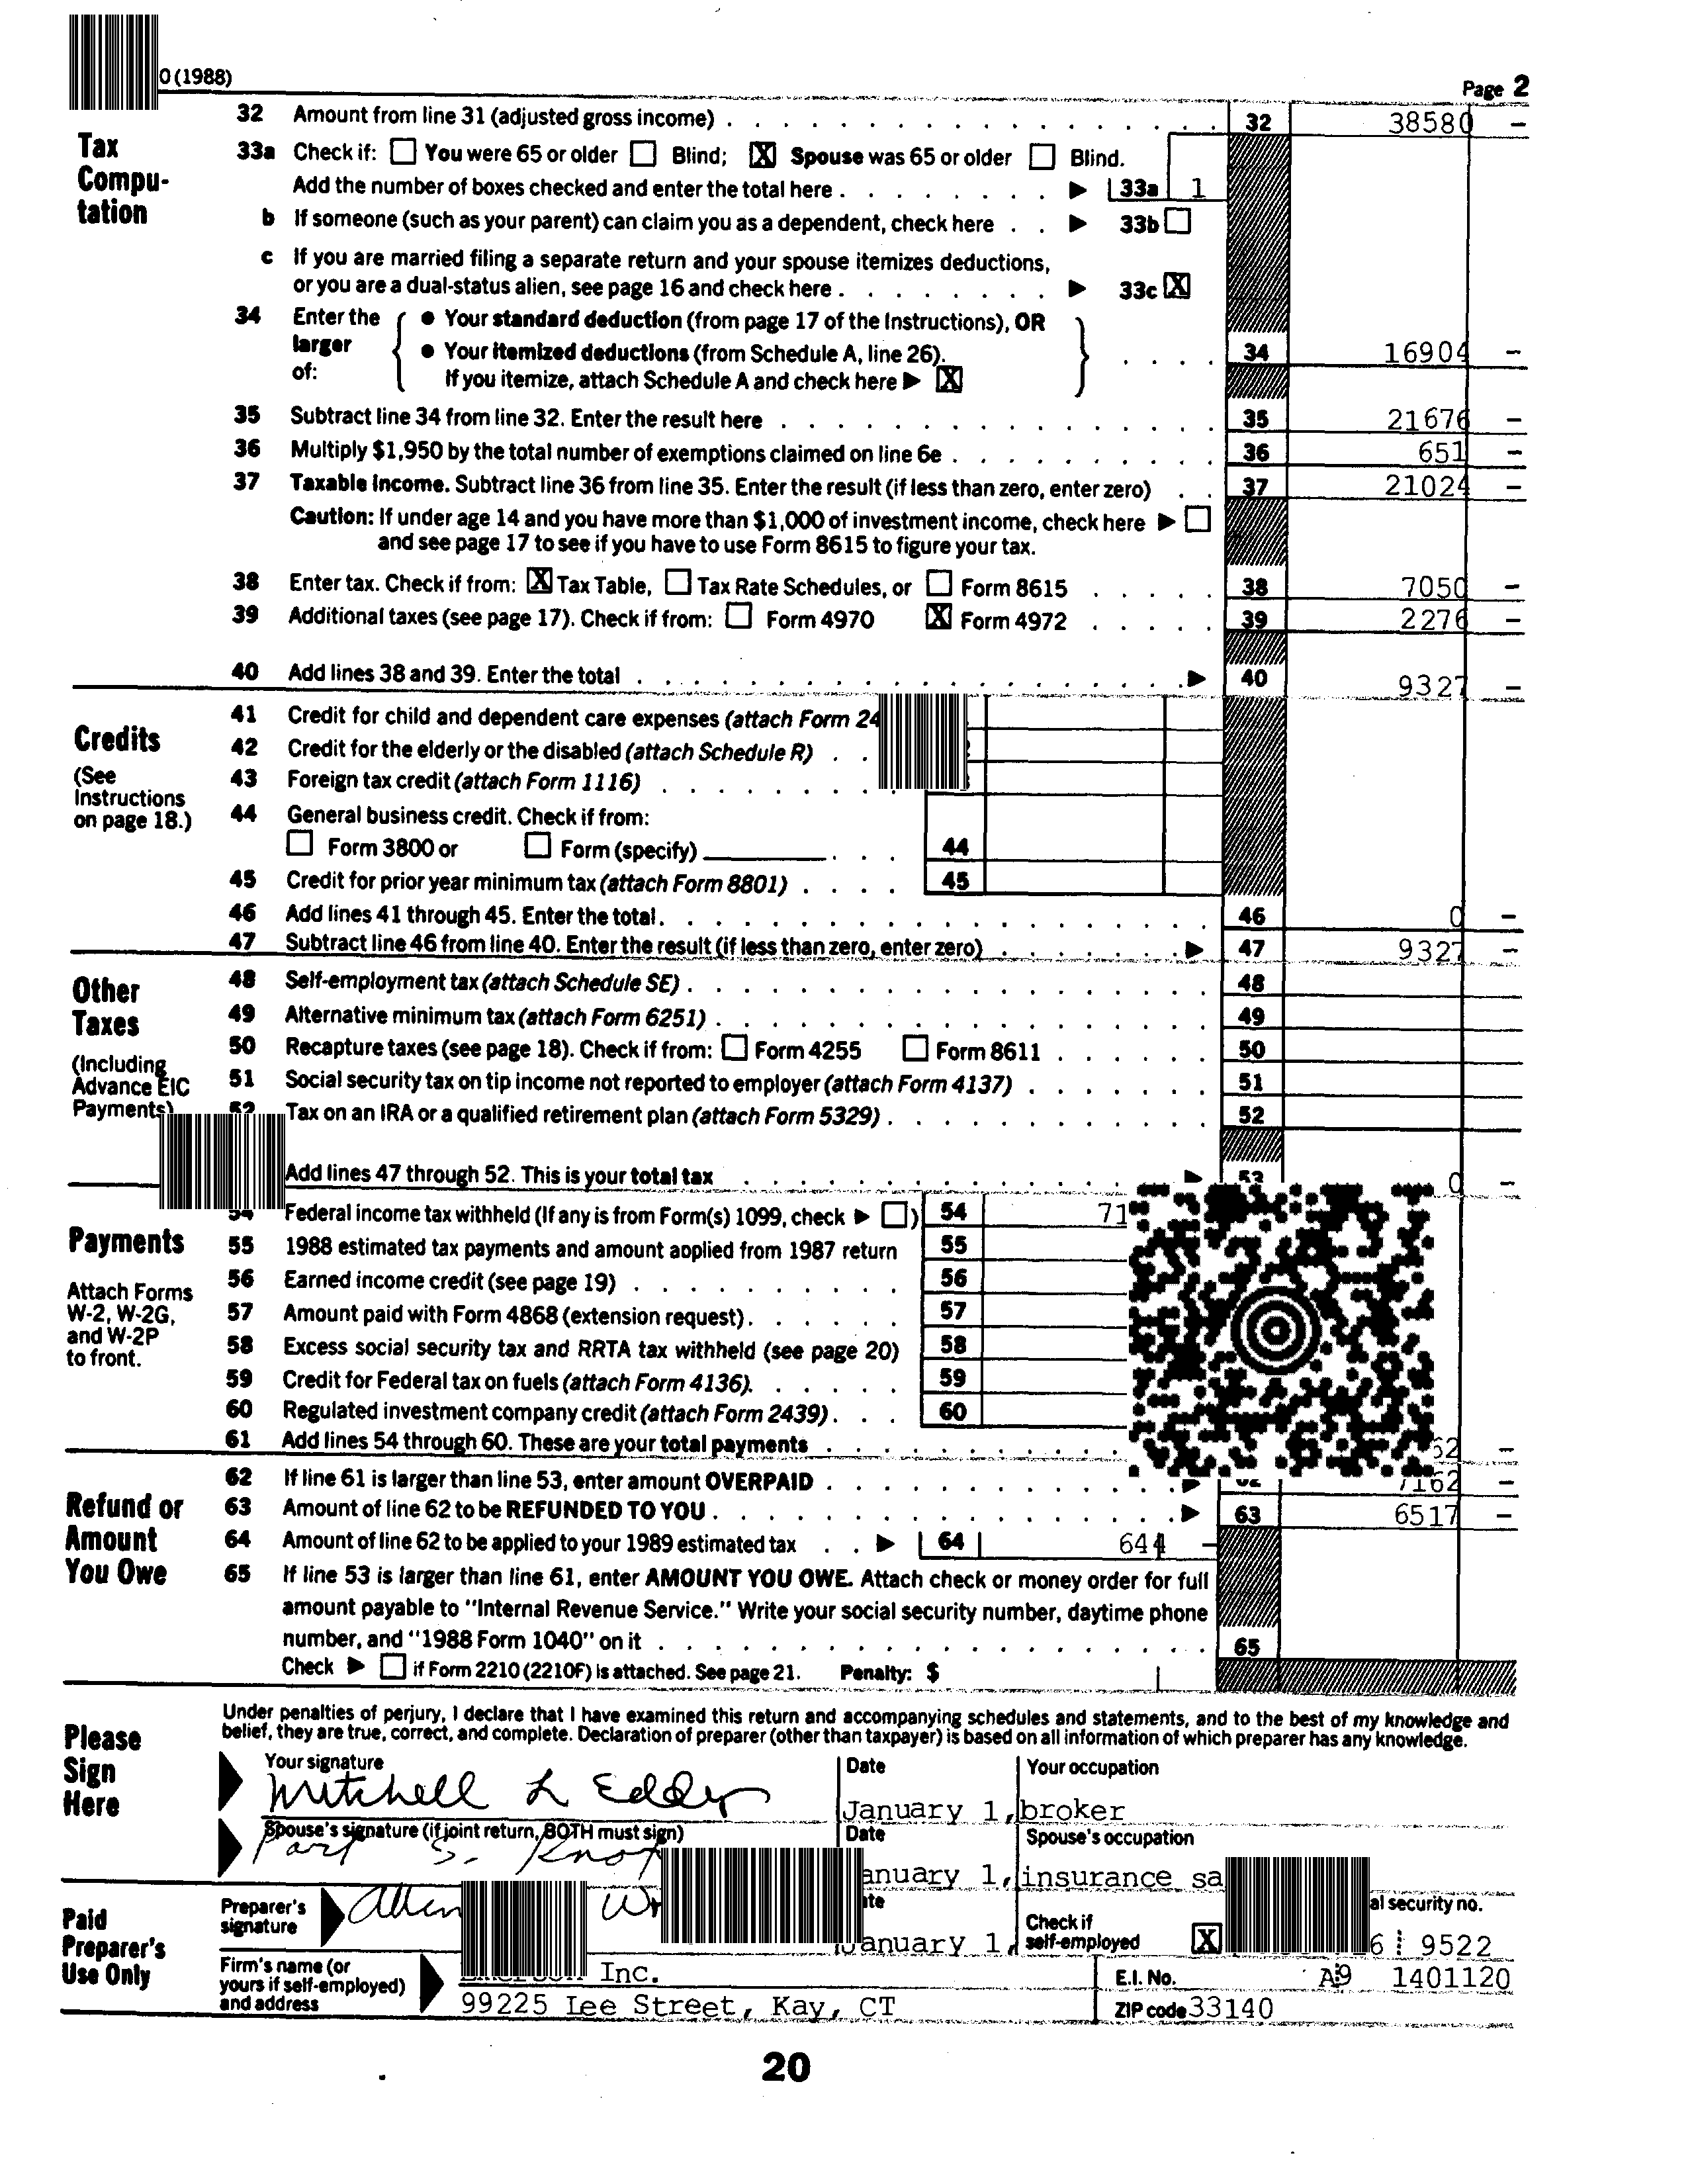 0 (1988)
Page 2
Tax Compu-tation
32 Amount from line 31 (adjusted gross income) 32 38580 –
33a Check if: You were 65 or older Blind; X Spouse was 65 or older Blind.
Add the number of boxes checked and enter the total here 33a 1
b If someone (such as your parent) can claim you as a dependent, check here 33b
c If you are married filing a separate return and your spouse itemizes deductions,
or you are a dual-status alien, see page 16 and check here 33c X
34 Enter the larger of:
● Your standard deduction (from page 17 of the Instructions), OR
● Your itemized deductions (from Schedule A, line 26). 34 16904 –
If you itemize, attach Schedule A and check here X
35 Subtract line 34 from line 32. Enter the result here 35 21676 –
36 Multiply $1,950 by the total number of exemptions claimed on line 6e 36 651 –
37 Taxable income. Subtract line 36 from line 35. Enter the result (if less than zero, enter zero) 37 21024 –
Caution: If under age 14 and you have more than $1,000 of investment income, check here
and see page 17 to see if you have to use Form 8615 to figure your tax.
38 Enter tax. Check if from: X Tax Table, Tax Rate Schedules, or Form 8615 38 7050 –
39 Additional taxes (see page 17). Check if from: Form 4970 X Form 4972 39 2276 –
40 Add lines 38 and 39. Enter the total 40 9327 –
Credits
(See Instructions on page 18.)
41 Credit for child and dependent care expenses (attach Form 24
42 Credit for the elderly or the disabled (attach Schedule R)
43 Foreign tax credit (attach Form 1116)
44 General business credit. Check if from:
Form 3800 or Form (specify) 44
45 Credit for prior year minimum tax (attach Form 8801) 45
46 Add lines 41 through 45. Enter the total 46 0 –
47 Subtract line 46 from line 40. Enter the result (if less than zero, enter zero) 47 9327 –
Other Taxes
(Including Advance EIC Payments)
48 Self-employment tax (attach Schedule SE) 48
49 Alternative minimum tax (attach Form 6251) 49
50 Recapture taxes (see page 18). Check if from: Form 4255 Form 8611 50
51 Social security tax on tip income not reported to employer (attach Form 4137) 51
52 Tax on an IRA or a qualified retirement plan (attach Form 5329) 52
Add lines 47 through 52. This is your total tax 53 0 –
Payments
Attach Forms W-2, W-2G, and W-2P to front.
54 Federal income tax withheld (If any is from Form(s) 1099, check ) 54 71
55 1988 estimated tax payments and amount applied from 1987 return 55
56 Earned income credit (see page 19) 56
57 Amount paid with Form 4868 (extension request) 57
58 Excess social security tax and RRTA tax withheld (see page 20) 58
59 Credit for Federal tax on fuels (attach Form 4136) 59
60 Regulated investment company credit (attach Form 2439) 60
61 Add lines 54 through 60. These are your total payments 62 –
Refund or Amount You Owe
62 If line 61 is larger than line 53, enter amount OVERPAID 62 7162 –
63 Amount of line 62 to be REFUNDED TO YOU 63 6517 –
64 Amount of line 62 to be applied to your 1989 estimated tax 64 644 –
65 If line 53 is larger than line 61, enter AMOUNT YOU OWE. Attach check or money order for full
amount payable to "Internal Revenue Service." Write your social security number, daytime phone
number, and "1988 Form 1040" on it 65
Check if Form 2210 (2210F) is attached. See page 21. Penalty: $
Please Sign Here
Under penalties of perjury, I declare that I have examined this return and accompanying schedules and statements, and to the best of my knowledge and
belief, they are true, correct, and complete. Declaration of preparer (other than taxpayer) is based on all information of which preparer has any knowledge.
Your signature Date Your occupation
Mitchell L Eddy January 1, broker
Spouse's signature (if joint return, BOTH must sign) Date Spouse's occupation
S. anuary 1, insurance sa
Paid Preparer's Use Only
Preparer's signature Allen W January 1, Check if self-employed X al security no. 6 9522
Firm's name (or yours if self-employed) and address
Inc. E.I. No. A9 1401120
99225 Lee Street, Kay, CT ZIP code 33140
20